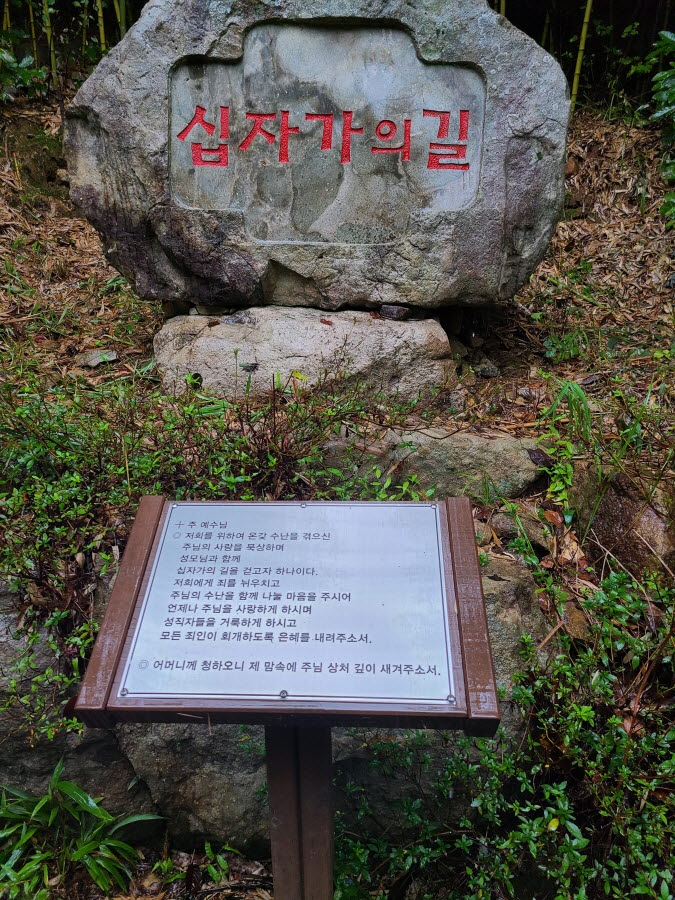 십자가의 길
┼ 주 예수님
○ 저희를 위하여 온갖 수난을 겪으신
주님의 사랑을 묵상하며
성모님과 함께
십자가의 길을 걷고자 하나이다.
저희에게 죄를 뉘우치고
주님의 수난을 함께 나눌 마음을 주시어
언제나 주님을 사랑하게 하시며
성직자들을 거룩하게 하시고
모든 죄인이 회개하도록 은혜를 내려주소서.
◎ 어머니께 청하오니 제 맘속에 주님 상처 깊이 새겨주소서.